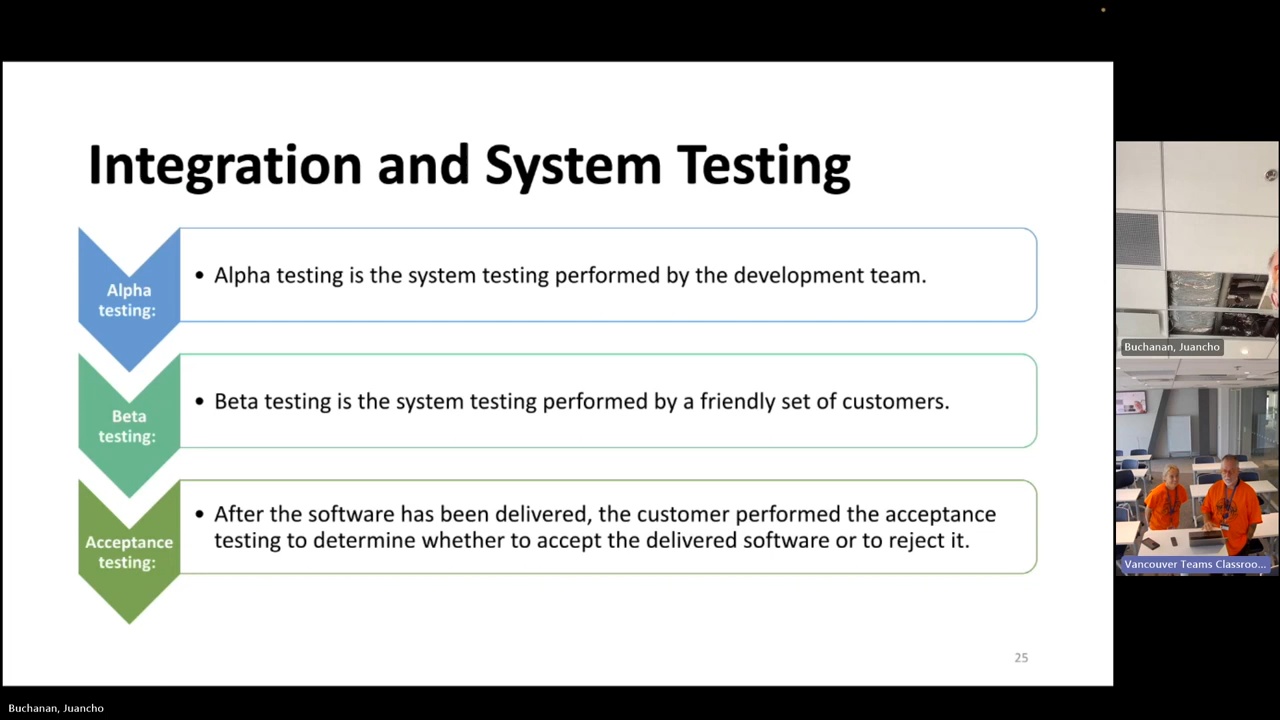 Integration and System Testing
Alpha
testing:
• Alpha testing is the system testing performed by the development team.
Beta
testing:
• Beta testing is the system testing performed by a friendly set of customers.
Acceptance
testing:
• After the software has been delivered, the customer performed the acceptance
testing to determine whether to accept the delivered software or to reject it.
25
Buchanan, Juancho
Vancouver Teams Classroo...
Buchanan, Juancho